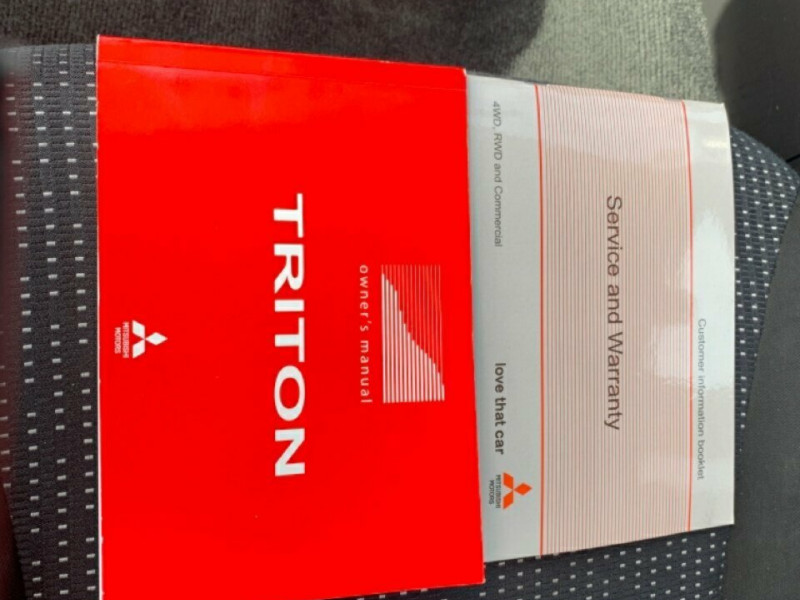 owner's manual
TRITON
MITSUBISHI
MOTORS
Customer information booklet
Service and Warranty
4WD, RWD and Commercial
love that car
MITSUBISHI
MOTORS